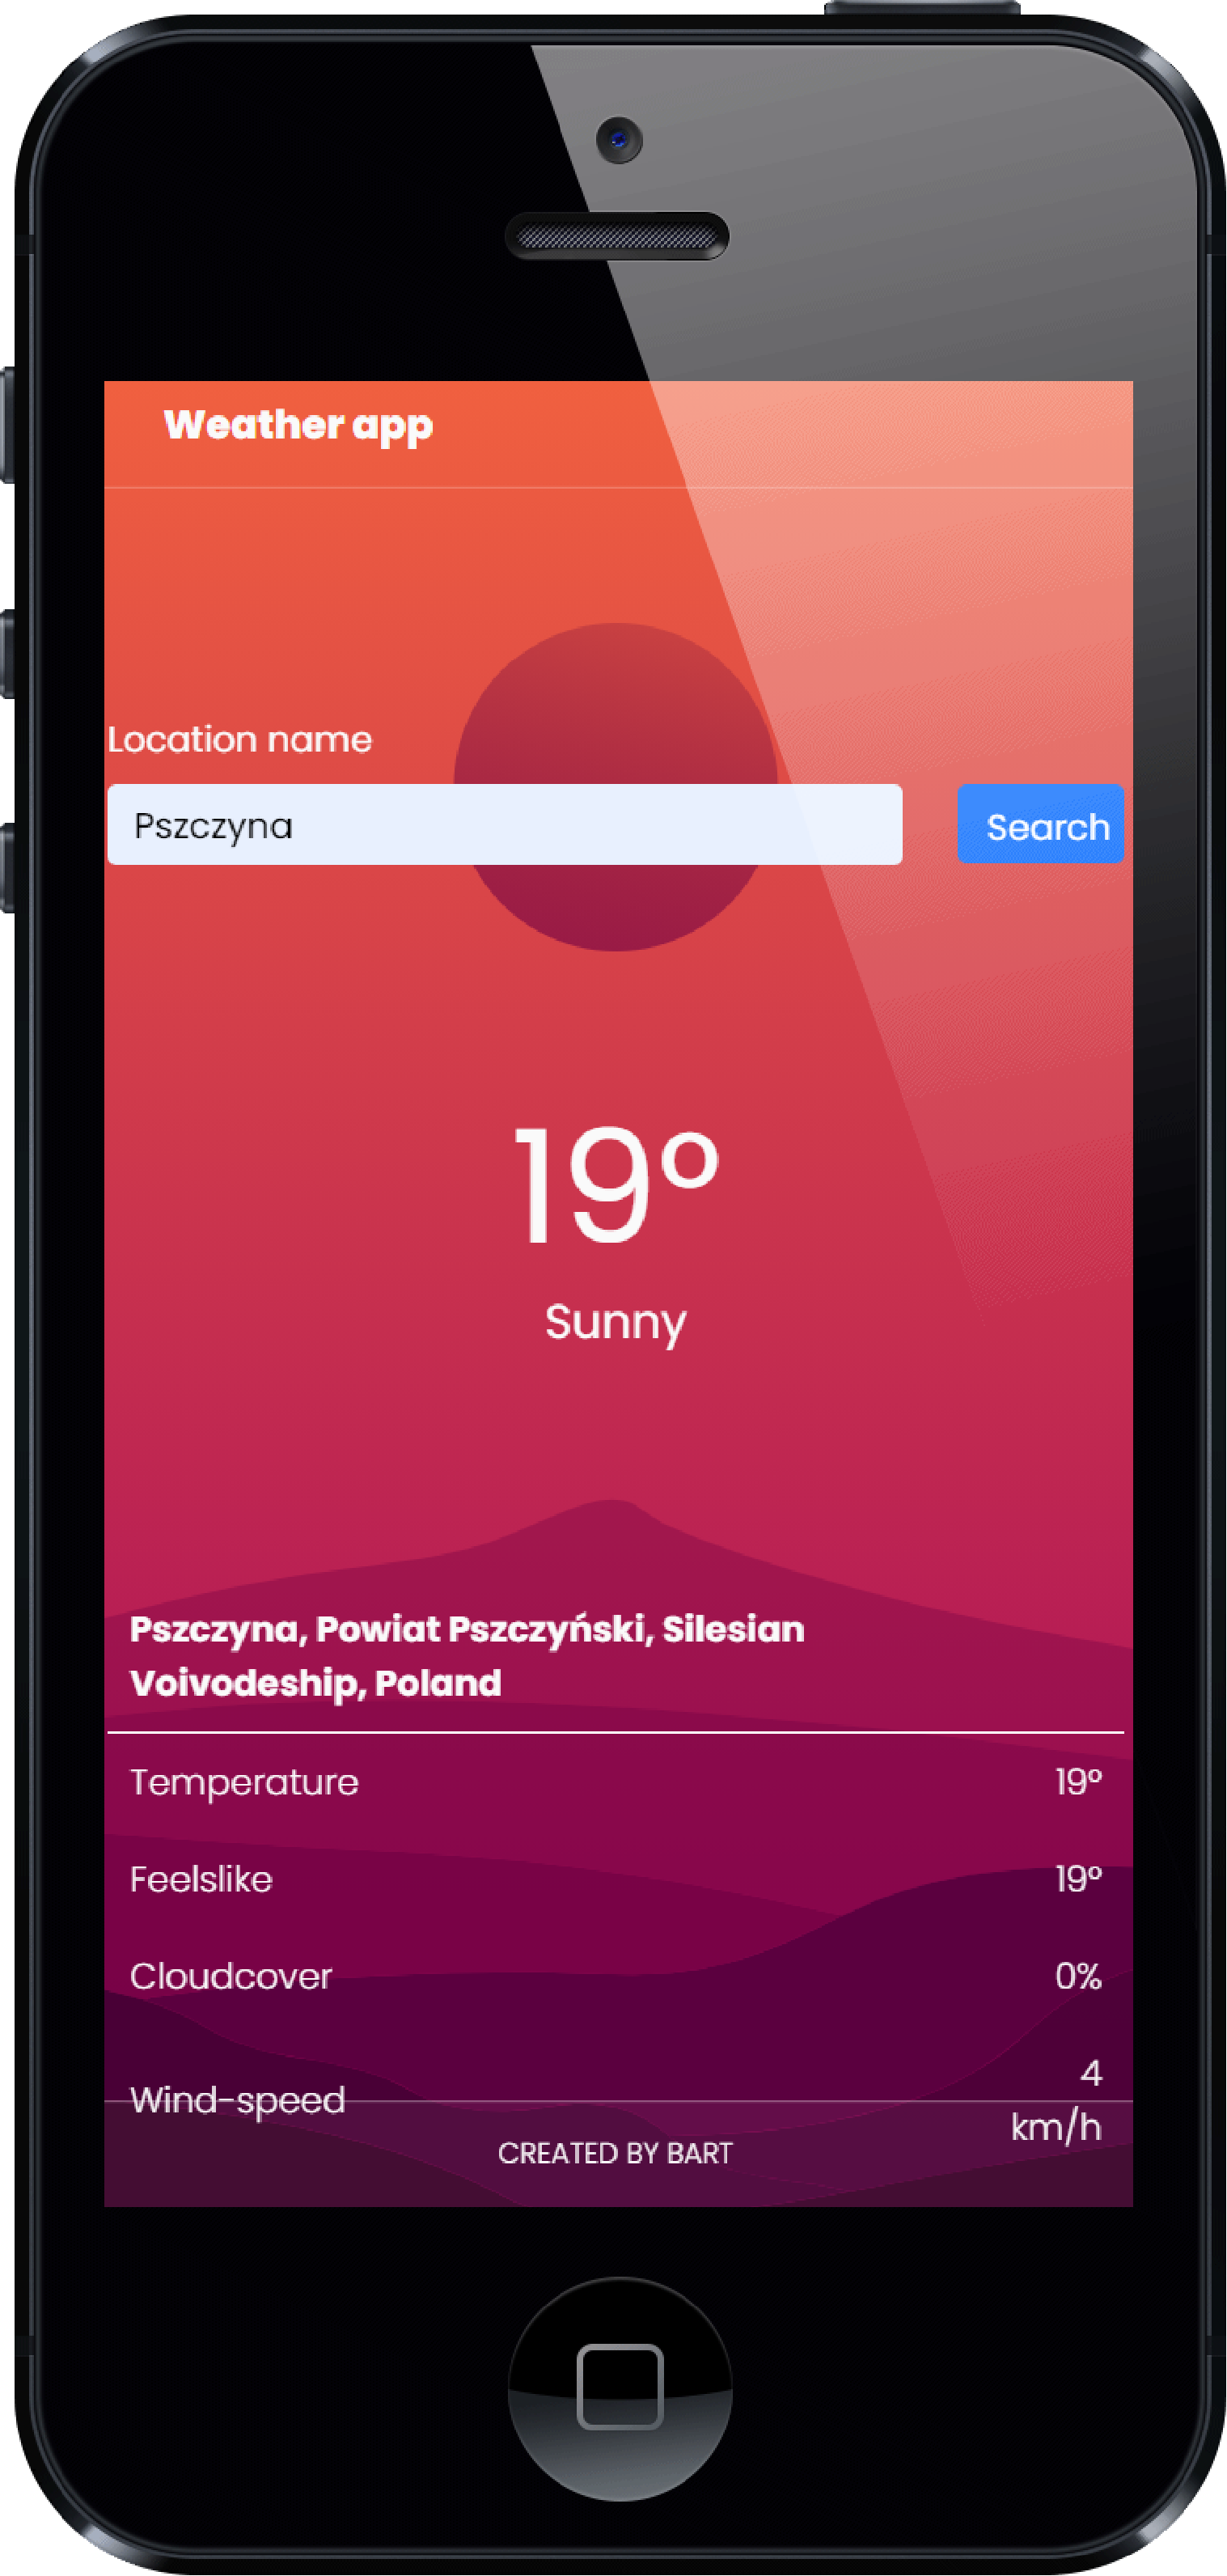 Weather app
Location name
Pszczyna
Search
19°
Sunny
Pszczyna, Powiat Pszczyński, Silesian
Voivodeship, Poland
Temperature 19°
Feelslike 19°
Cloudcover 0%
Wind-speed 4
km/h
CREATED BY BART